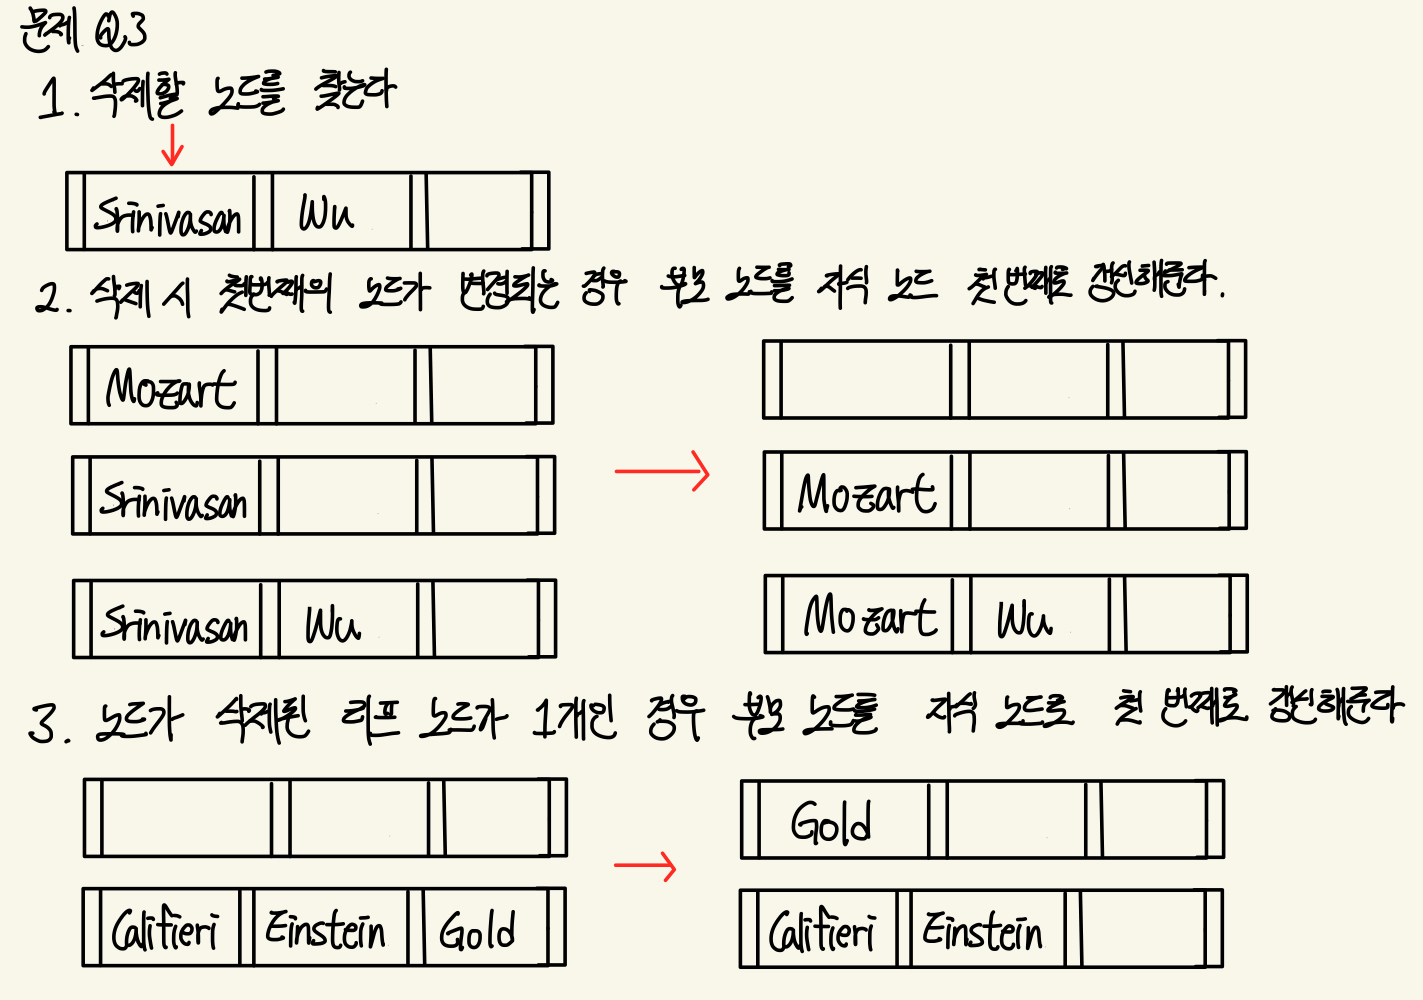 문제 Q.3
1. 삭제할 노드를 찾는다
Srinivasan Wu
2. 삭제 시 첫번째의 노드가 변경되는 경우 부모 노드를 자식 노드 첫 번째로 갱신해준다.
Mozart
Srinivasan Mozart
Srinivasan Wu Mozart Wu
3. 노드가 삭제된 리프 노드가 1개인 경우 부모 노드를 자식 노드로 첫 번째로 갱신해준다
Gold
Califieri Einstein Gold Califieri Einstein